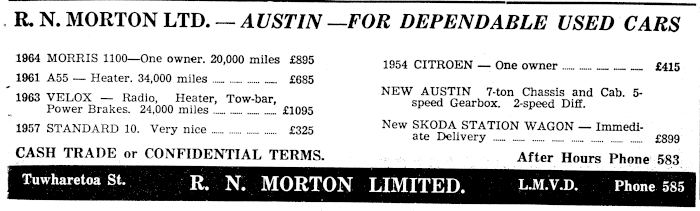 R. N. MORTON LTD. — AUSTIN — FOR DEPENDABLE USED CARS
1964 MORRIS 1100—One owner. 20,000 miles £895
1961 A55 — Heater. 34,000 miles .... .... .... £685
1963 VELOX — Radio, Heater, Tow-bar,
Power Brakes. 24,000 miles .... .... .... £1095
1957 STANDARD 10. Very nice .... .... .... £325
CASH TRADE or CONFIDENTIAL TERMS.
1954 CITROEN — One owner .... .... .... .... £415
NEW AUSTIN 7-ton Chassis and Cab. 5-
speed Gearbox. 2-speed Diff.
New SKODA STATION WAGON — Immedi-
ate Delivery .... .... .... .... .... .... £899
After Hours Phone 583
Tuwharetoa St. R. N. MORTON LIMITED. L.M.V.D. Phone 585